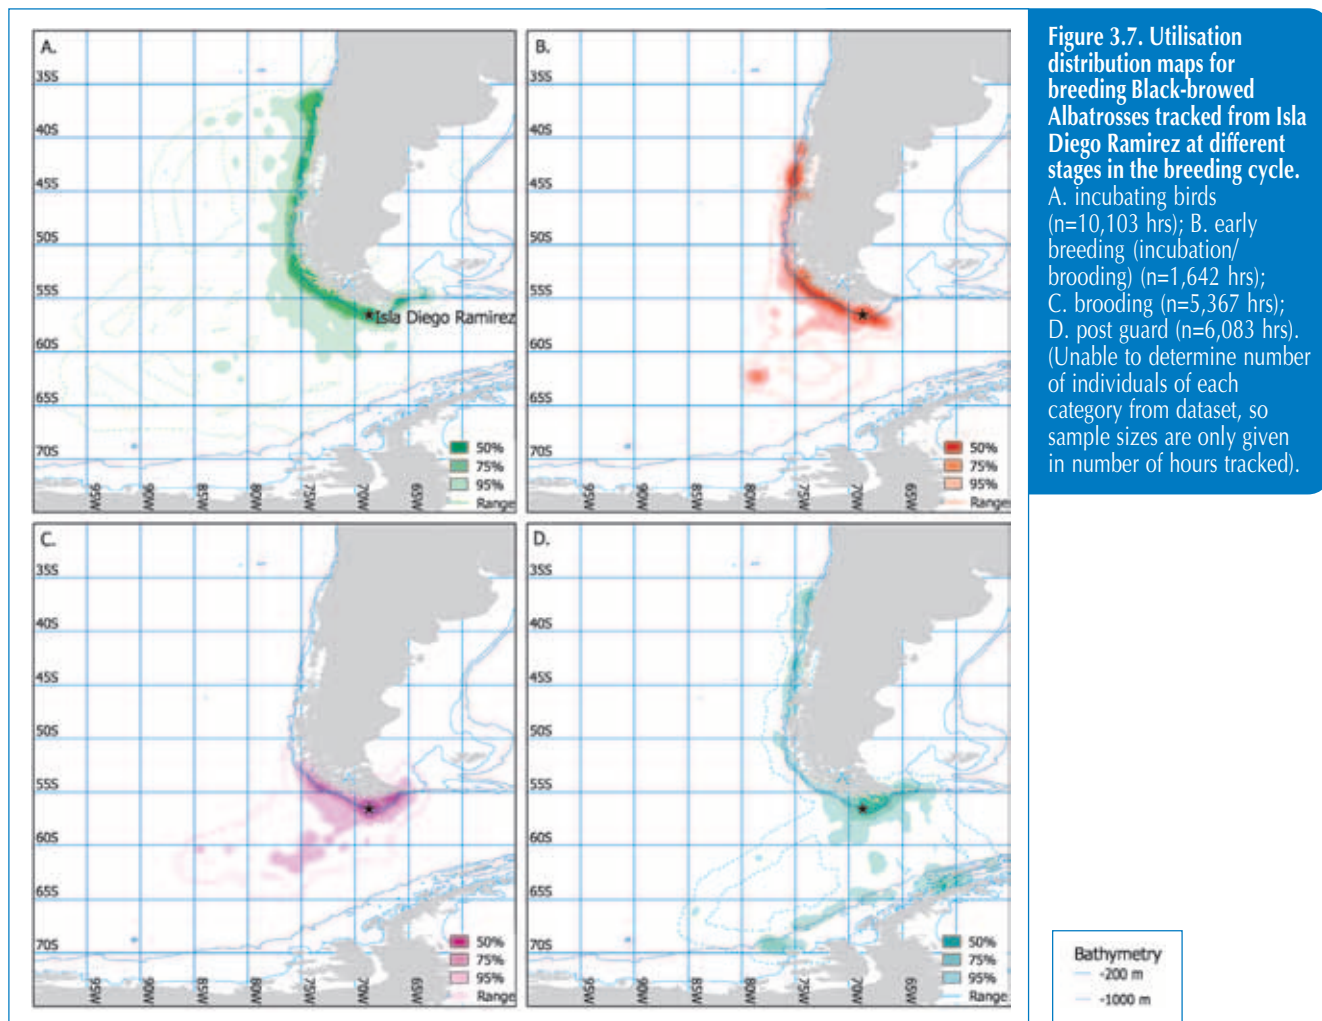 A.
35S
40S
45S
50S
55S
60S
65S
70S
Isla Diego Ramirez
50%
75%
95%
Range
95W
90W
85W
80W
75W
70W
65W
B.
35S
40S
45S
50S
55S
60S
65S
70S
50%
75%
95%
Range
95W
90W
85W
80W
75W
70W
65W
C.
35S
40S
45S
50S
55S
60S
65S
70S
50%
75%
95%
Range
95W
90W
85W
80W
75W
70W
65W
D.
35S
40S
45S
50S
55S
60S
65S
70S
50%
75%
95%
Range
95W
90W
85W
80W
75W
70W
65W
Figure 3.7. Utilisation
distribution maps for
breeding Black-browed
Albatrosses tracked from Isla
Diego Ramirez at different
stages in the breeding cycle.
A. incubating birds
(n=10,103 hrs); B. early
breeding (incubation/
brooding) (n=1,642 hrs);
C. brooding (n=5,367 hrs);
D. post guard (n=6,083 hrs).
(Unable to determine number
of individuals of each
category from dataset, so
sample sizes are only given
in number of hours tracked).
Bathymetry
-200 m
-1000 m